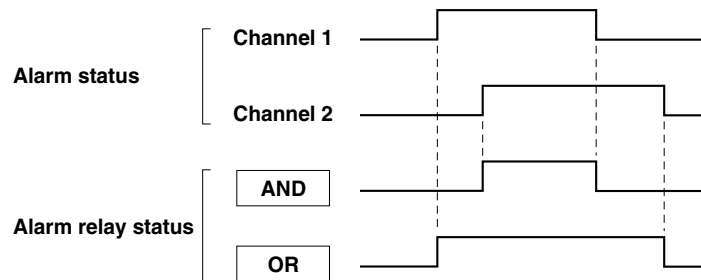 Channel 1
Alarm status
Channel 2
AND
Alarm relay status
OR